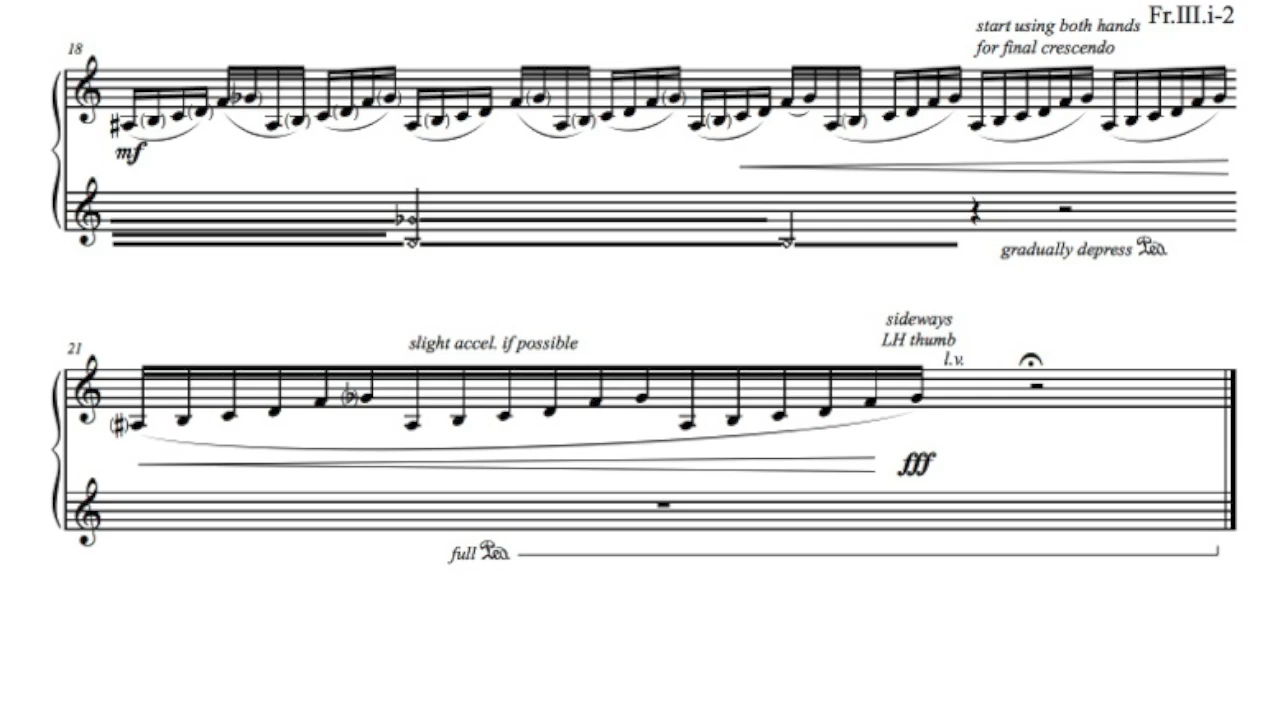 Fr.III.i-2
start using both hands
for final crescendo
18
mf
gradually depress Ped.
21
slight accel. if possible
sideways
LH thumb
l.v.
fff
full Ped.